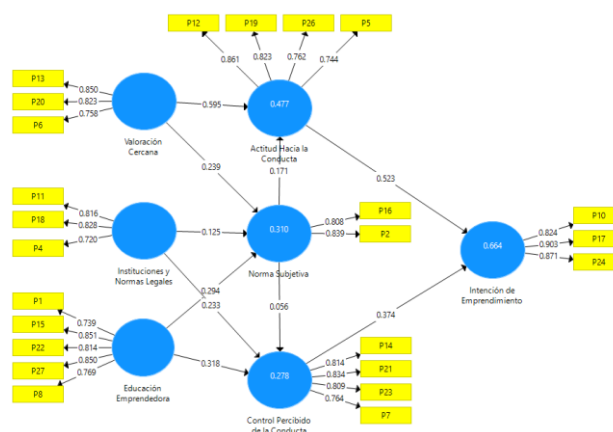 P12
P19
P26
P5
0.861
0.823
0.762
0.744
P13
P20
P6
0.850
0.823
0.758
Valoración
Cercana
0.595
0.239
0.477
Actitud Hacia la
Conducta
0.171
0.523
P11
P18
P4
0.816
0.828
0.720
Instituciones y
Normas Legales
0.125
0.233
0.310
Norma Subjetiva
0.808
0.839
P16
P2
0.294
0.056
0.664
Intención de
Emprendimiento
0.824
0.903
0.871
P10
P17
P24
0.374
P1
P15
P22
P27
P8
0.739
0.851
0.814
0.850
0.769
Educación
Emprendedora
0.318
0.278
Control Percibido
de la Conducta
0.814
0.834
0.809
0.764
P14
P21
P23
P7